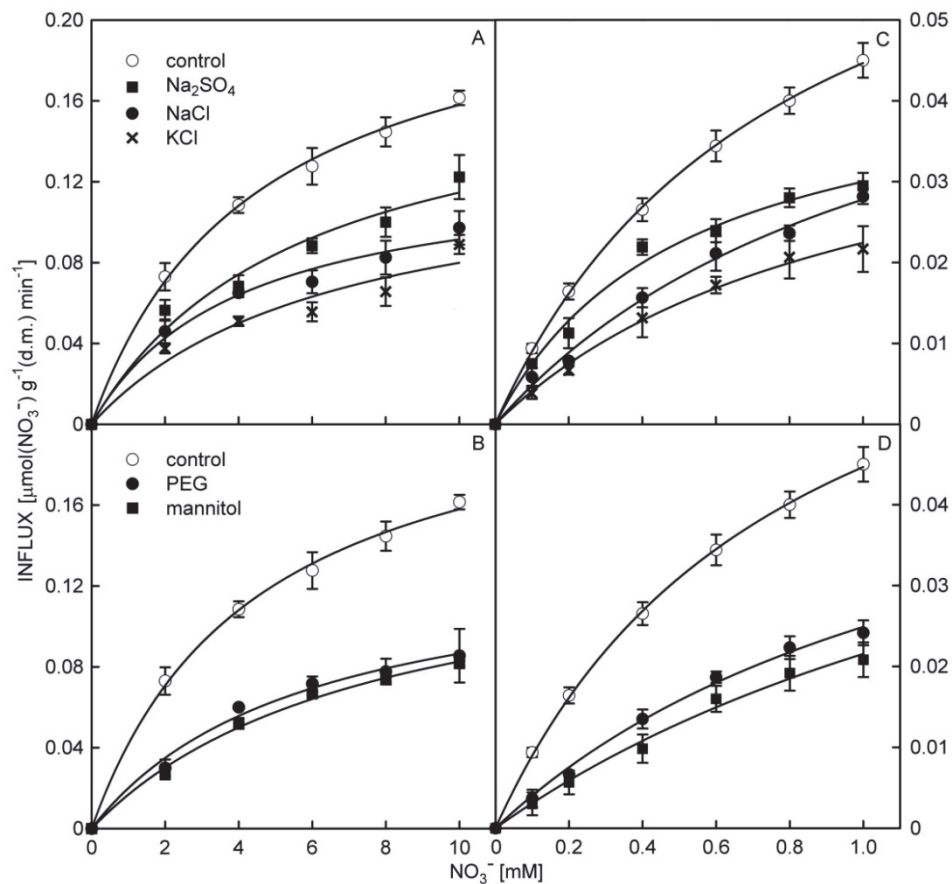 0.20
0.16
0.12
0.08
0.04
0
A
control
Na₂SO₄
NaCl
KCl
C
0.05
0.04
0.03
0.02
0.01
0
B
control
PEG
mannitol
D
0.16
0.12
0.08
0.04
0
0.04
0.03
0.02
0.01
0
INFLUX [µmol(NO₃⁻) g⁻¹(d.m.) min⁻¹]
0 2 4 6 8 10 0 0.2 0.4 0.6 0.8 1.0
NO₃⁻ [mM]